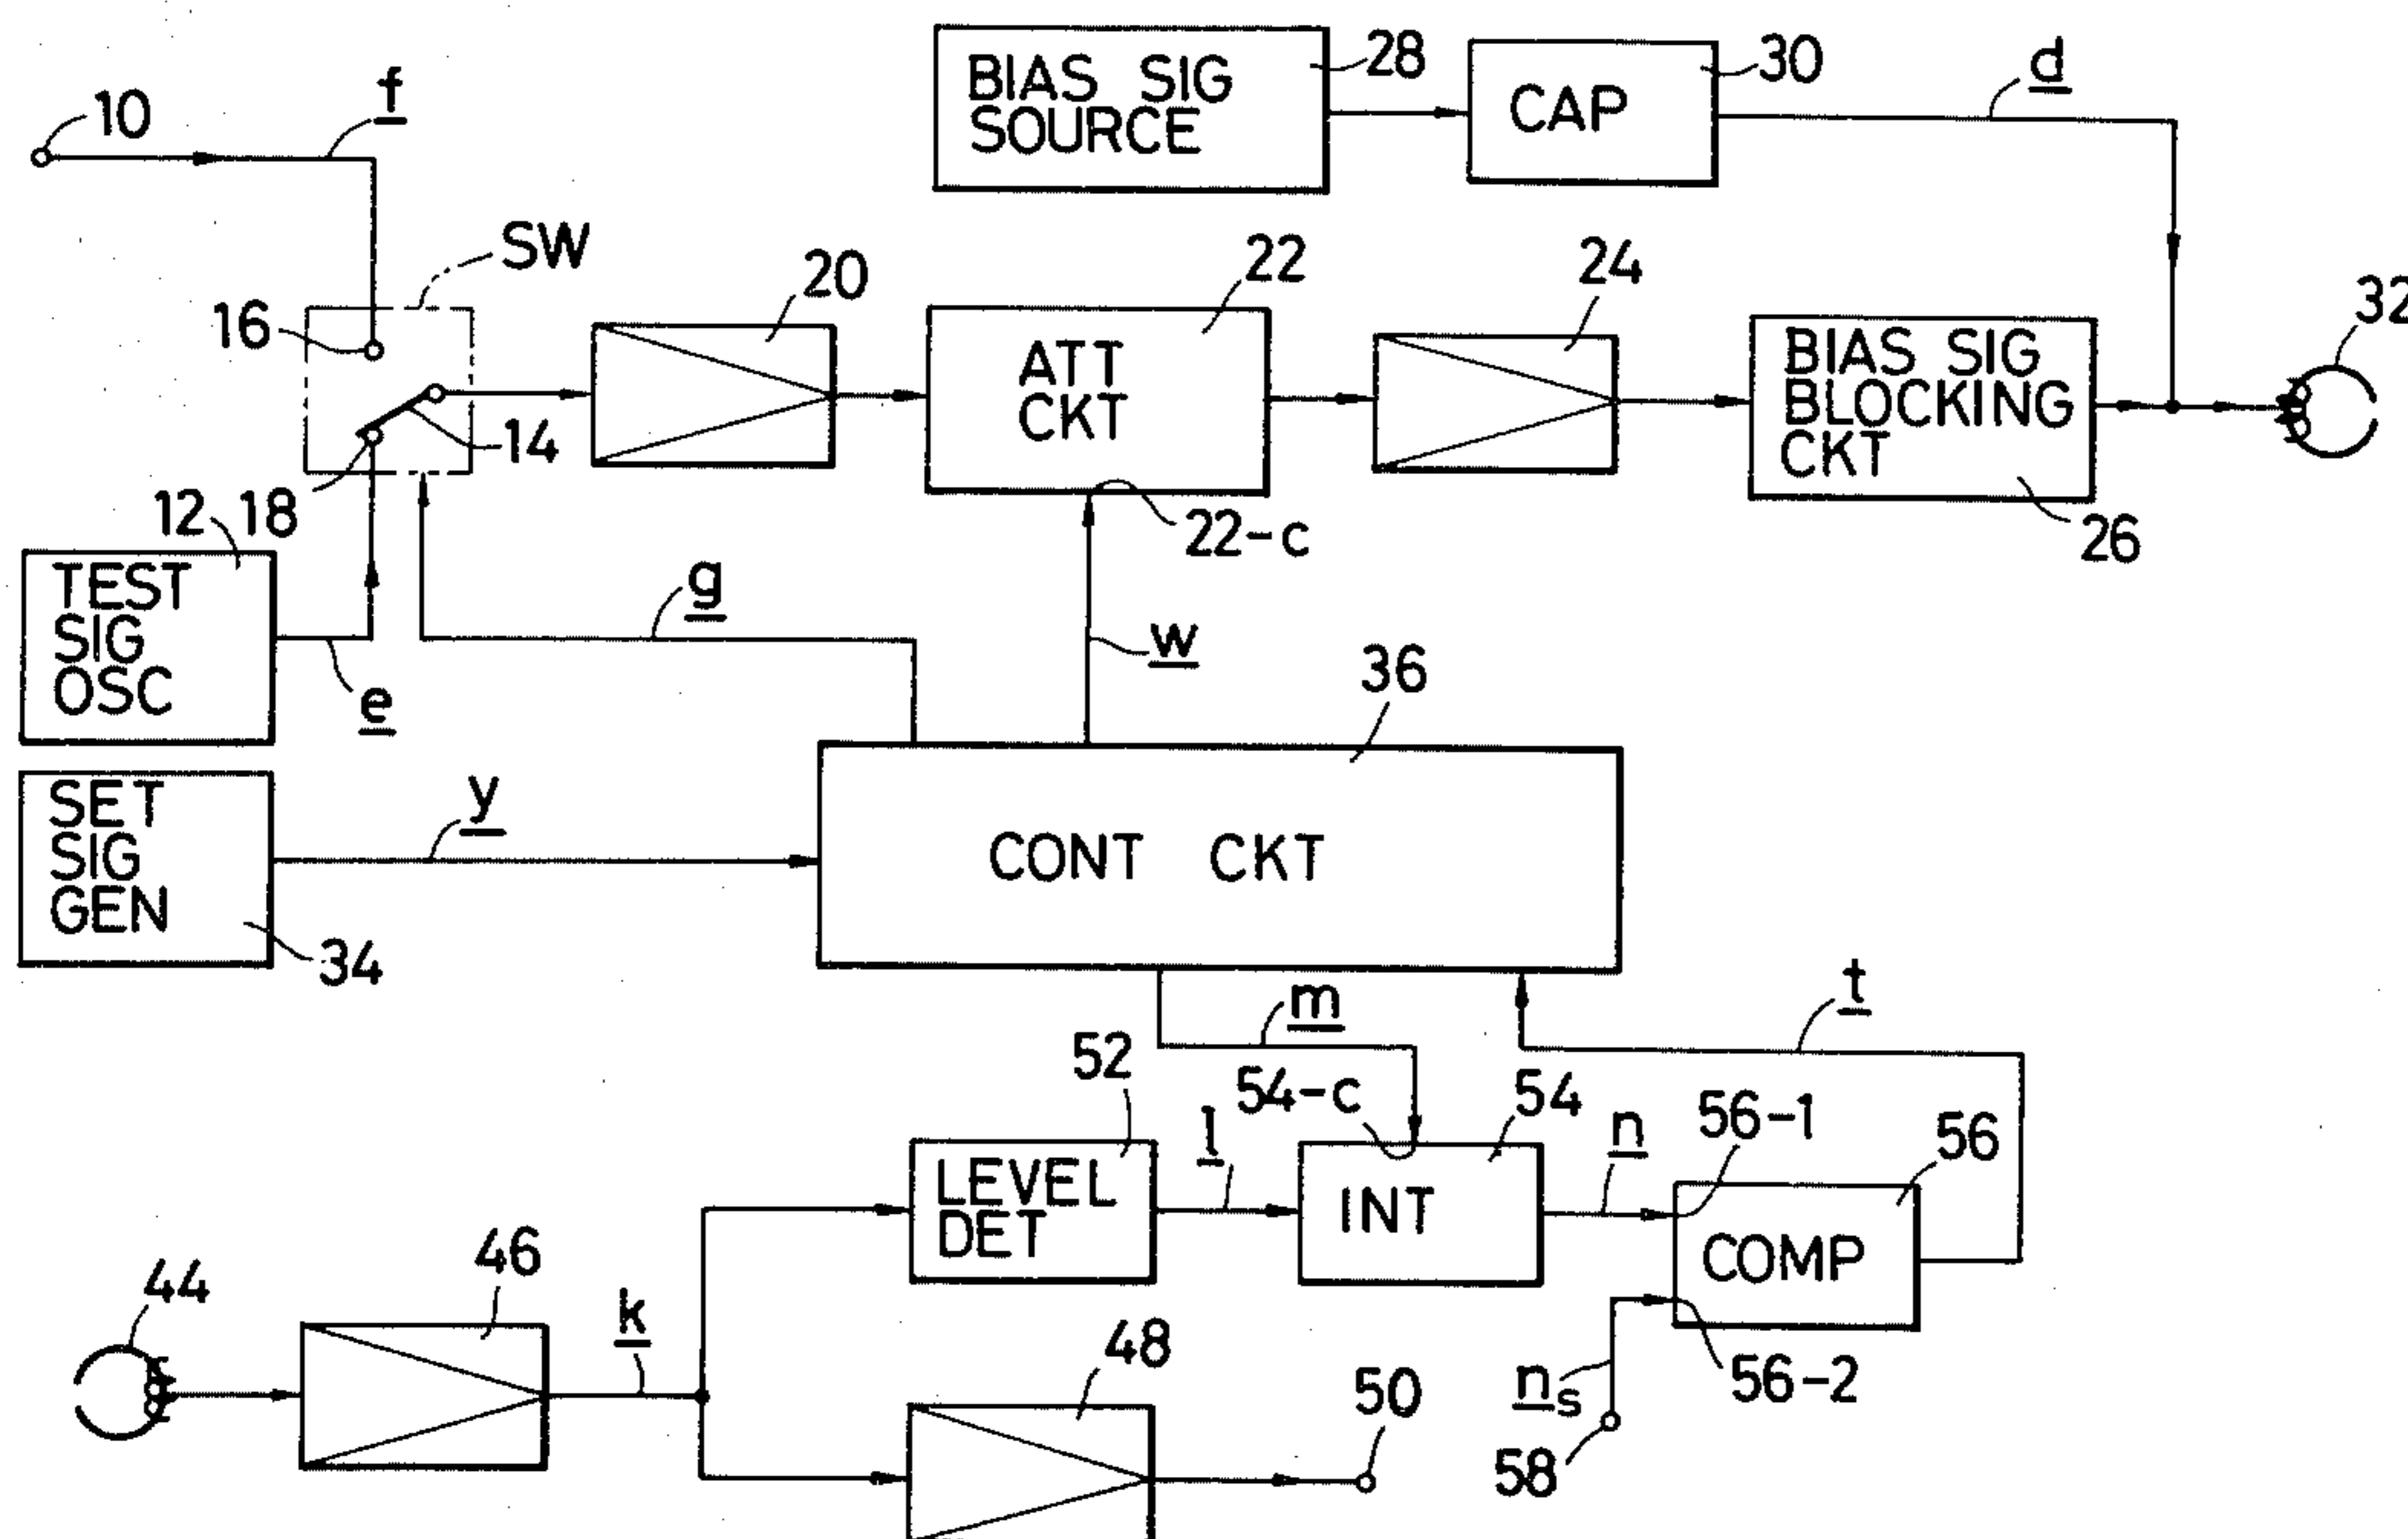 BIAS SIG
SOURCE
28
CAP
30
d
10
f
SW
16
14
18
20
ATT
CKT
22
22-c
24
BIAS SIG
BLOCKING
CKT
26
32
12
TEST
SIG
OSC
e
g
w
36
SET
SIG
GEN
34
y
CONT CKT
m
t
52
54-c
54
LEVEL
DET
l
INT
n
56-1
56
COMP
56-2
ns
58
44
46
k
48
50